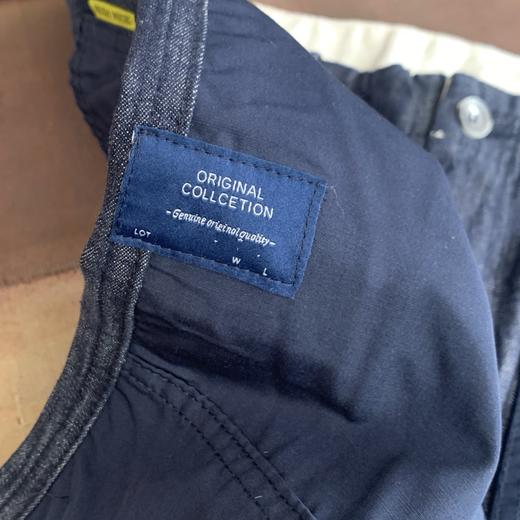 ORIGINAL
COLLCETION
-Genuine original quality-
LOT
W
L